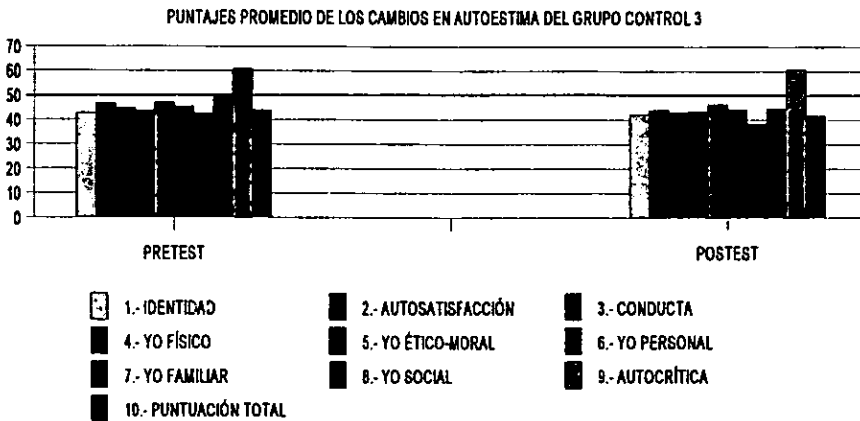 PUNTAJES PROMEDIO DE LOS CAMBIOS EN AUTOESTIMA DEL GRUPO CONTROL 3
70
60
50
40
30
20
10
0
PRETEST POSTEST
1.- IDENTIDAD 2.- AUTOSATISFACCIÓN 3.- CONDUCTA
4.- YO FÍSICO 5.- YO ÉTICO-MORAL 6.- YO PERSONAL
7.- YO FAMILIAR 8.- YO SOCIAL 9.- AUTOCRÍTICA
10.- PUNTUACIÓN TOTAL